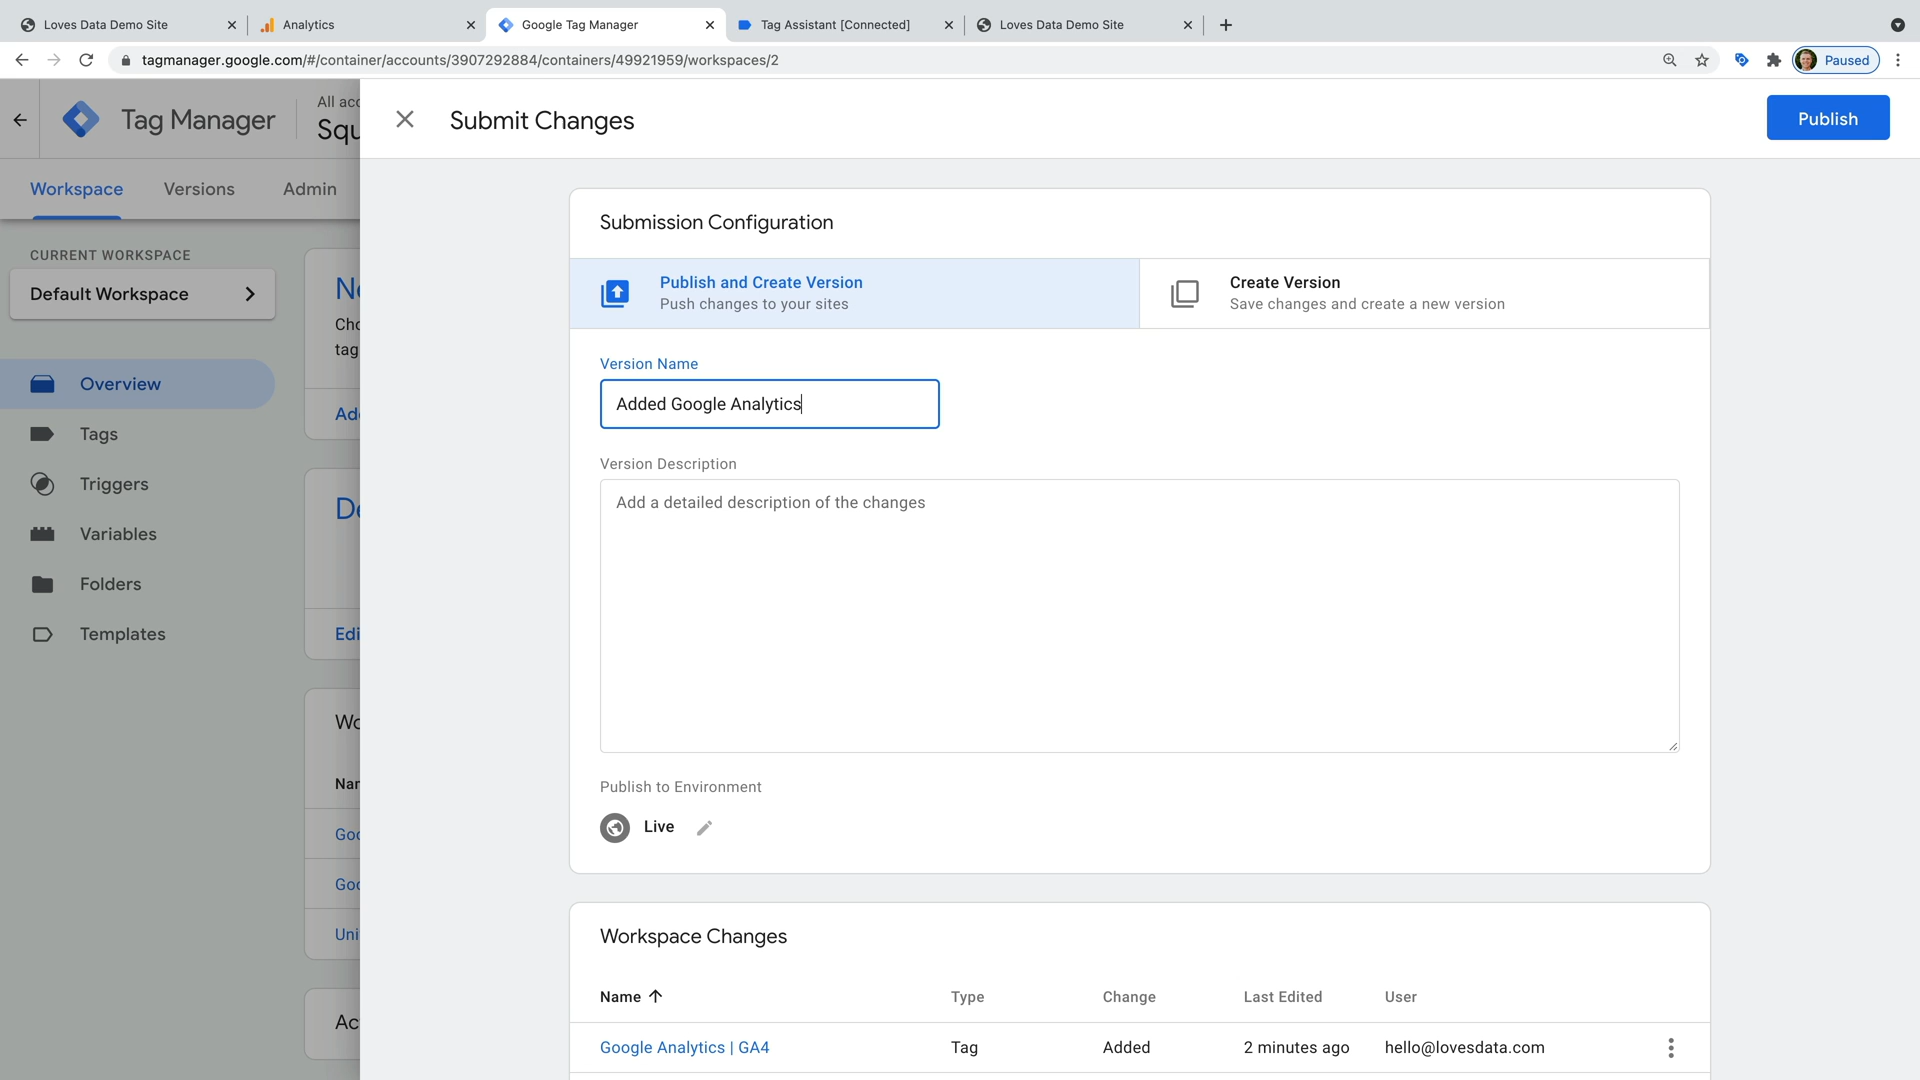 Loves Data Demo Site
Analytics
Google Tag Manager
Tag Assistant [Connected]
Loves Data Demo Site
tagmanager.google.com/#/container/accounts/3907292884/containers/49921959/workspaces/2
Paused
Tag Manager
All acc
Squ
Submit Changes
Publish
Workspace
Versions
Admin
CURRENT WORKSPACE
Default Workspace
Overview
Tags
Triggers
Variables
Folders
Templates
Ne
Cho
tag
Ad
De
Edi
Wo
Nar
Goo
Goo
Uni
Ac
Submission Configuration
Publish and Create Version
Push changes to your sites
Create Version
Save changes and create a new version
Version Name
Added Google Analytics
Version Description
Add a detailed description of the changes
Publish to Environment
Live
Workspace Changes
Name Type Change Last Edited User
Google Analytics | GA4 Tag Added 2 minutes ago hello@lovesdata.com